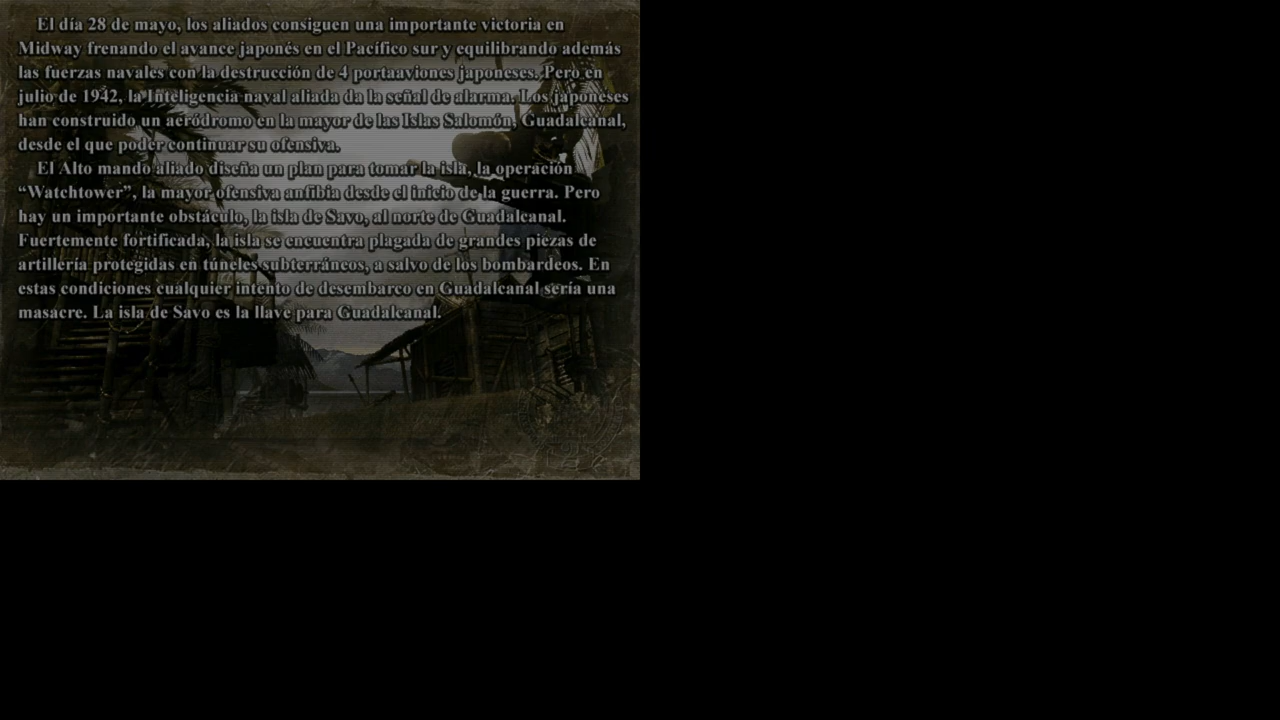 El día 28 de mayo, los aliados consiguen una importante victoria en
Midway frenando el avance japonés en el Pacífico sur y equilibrando además
las fuerzas navales con la destrucción de 4 portaaviones japoneses. Pero en
julio de 1942, la Inteligencia naval aliada da la señal de alarma. Los japoneses
han construido un aeródromo en la mayor de las Islas Salomón, Guadalcanal,
desde el que poder continuar su ofensiva.
El Alto mando aliado diseña un plan para tomar la isla, la operación
“Watchtower”, la mayor ofensiva anfibia desde el inicio de la guerra. Pero
hay un importante obstáculo, la isla de Savo, al norte de Guadalcanal.
Fuertemente fortificada, la isla se encuentra plagada de grandes piezas de
artillería protegidas en túneles subterráneos, a salvo de los bombardeos. En
estas condiciones cualquier intento de desembarco en Guadalcanal sería una
masacre. La isla de Savo es la llave para Guadalcanal.